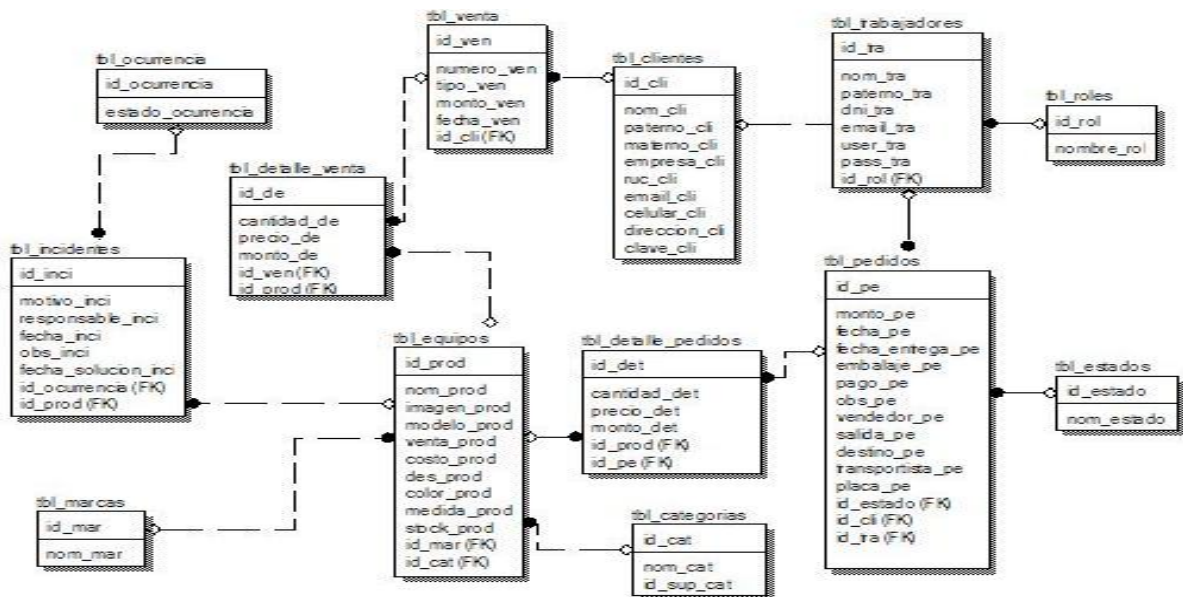 tbl_venta
id_ven
numero_ven
tipo_ven
monto_ven
fecha_ven
id_cli (FK)
tbl_trabajadores
id_tra
nom_tra
paterno_tra
dni_tra
email_tra
user_tra
pass_tra
id_rol (FK)
tbl_ocurrencia
id_ocurrencia
estado_ocurrencia
tbl_clientes
id_cli
nom_cli
paterno_cli
materno_cli
empresa_cli
ruc_cli
email_cli
celular_cli
direccion_cli
clave_cli
tbl_roles
id_rol
nombre_rol
tbl_detalle_venta
id_de
cantidad_de
precio_de
monto_de
id_ven (FK)
id_prod (FK)
tbl_incidentes
id_inci
motivo_inci
responsable_inci
fecha_inci
obs_inci
fecha_solucion_inci
id_ocurrencia (FK)
id_prod (FK)
tbl_pedidos
id_pe
monto_pe
fecha_pe
fecha_entrega_pe
embalaje_pe
pago_pe
obs_pe
vendedor_pe
salida_pe
destino_pe
transportista_pe
placa_pe
id_estado (FK)
id_cli (FK)
id_tra (FK)
tbl_equipos
id_prod
nom_prod
imagen_prod
modelo_prod
venta_prod
costo_prod
des_prod
color_prod
medida_prod
stock_prod
id_mar (FK)
id_cat (FK)
tbl_detalle_pedidos
id_det
cantidad_det
precio_det
monto_det
id_prod (FK)
id_pe (FK)
tbl_estados
id_estado
nom_estado
tbl_marcas
id_mar
nom_mar
tbl_categorias
id_cat
nom_cat
id_sup_cat